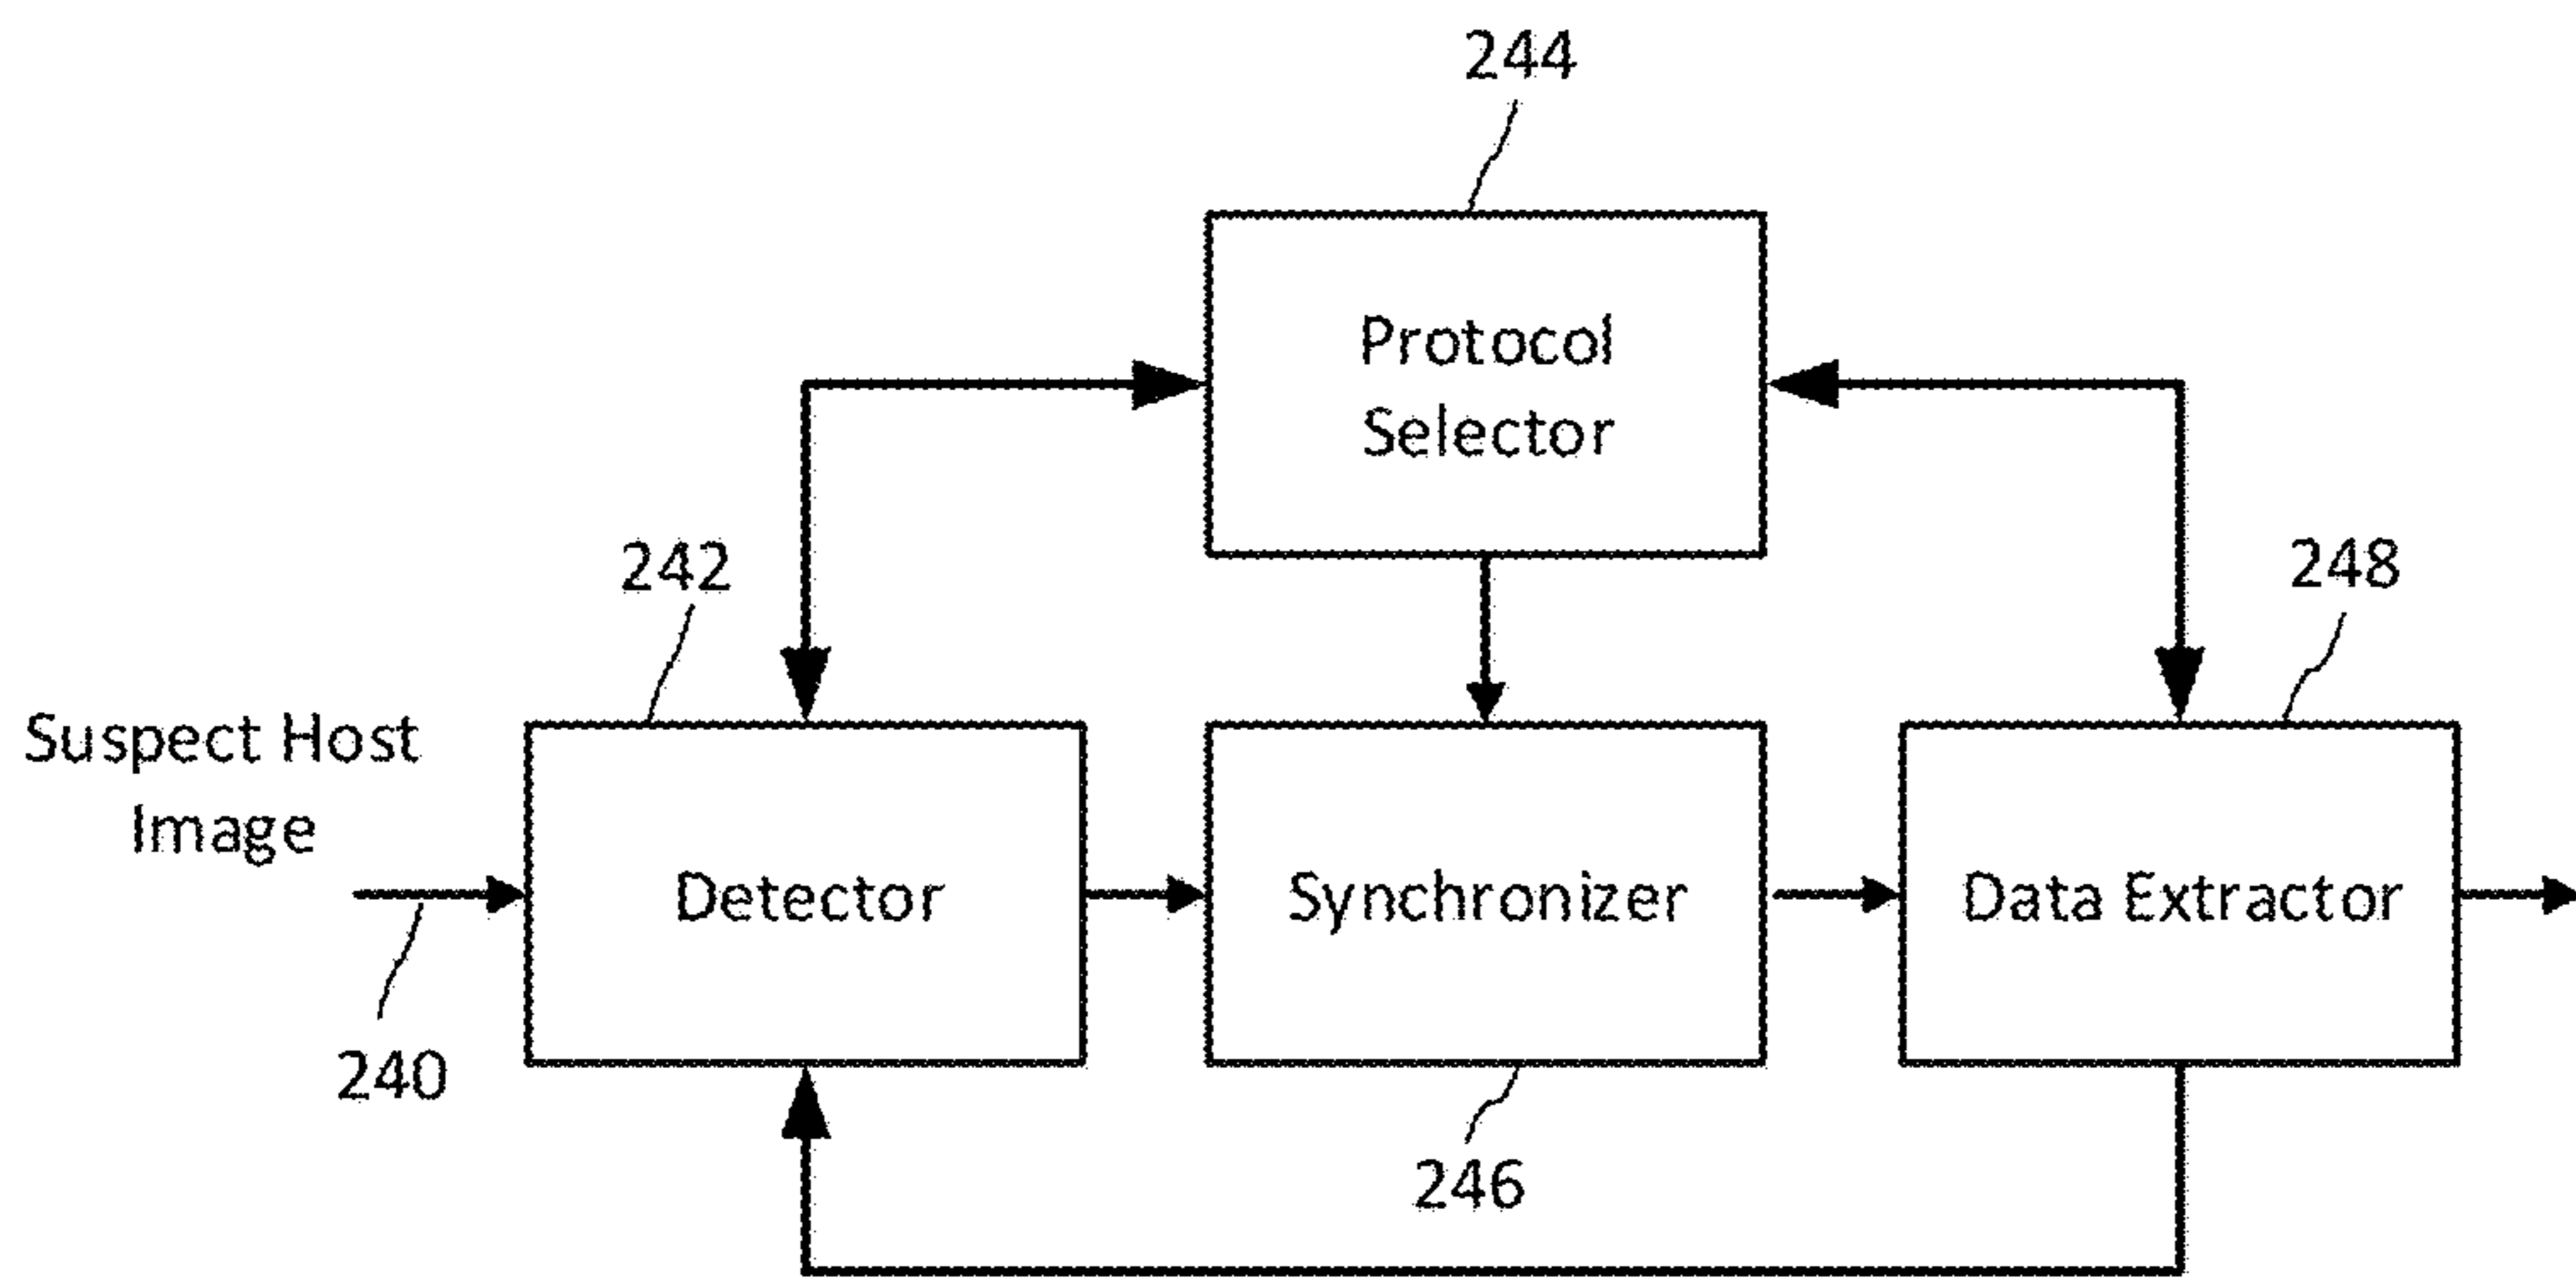 244
Protocol
Selector
242
248
Suspect Host
Image
Detector
Synchronizer
Data Extractor
240
246